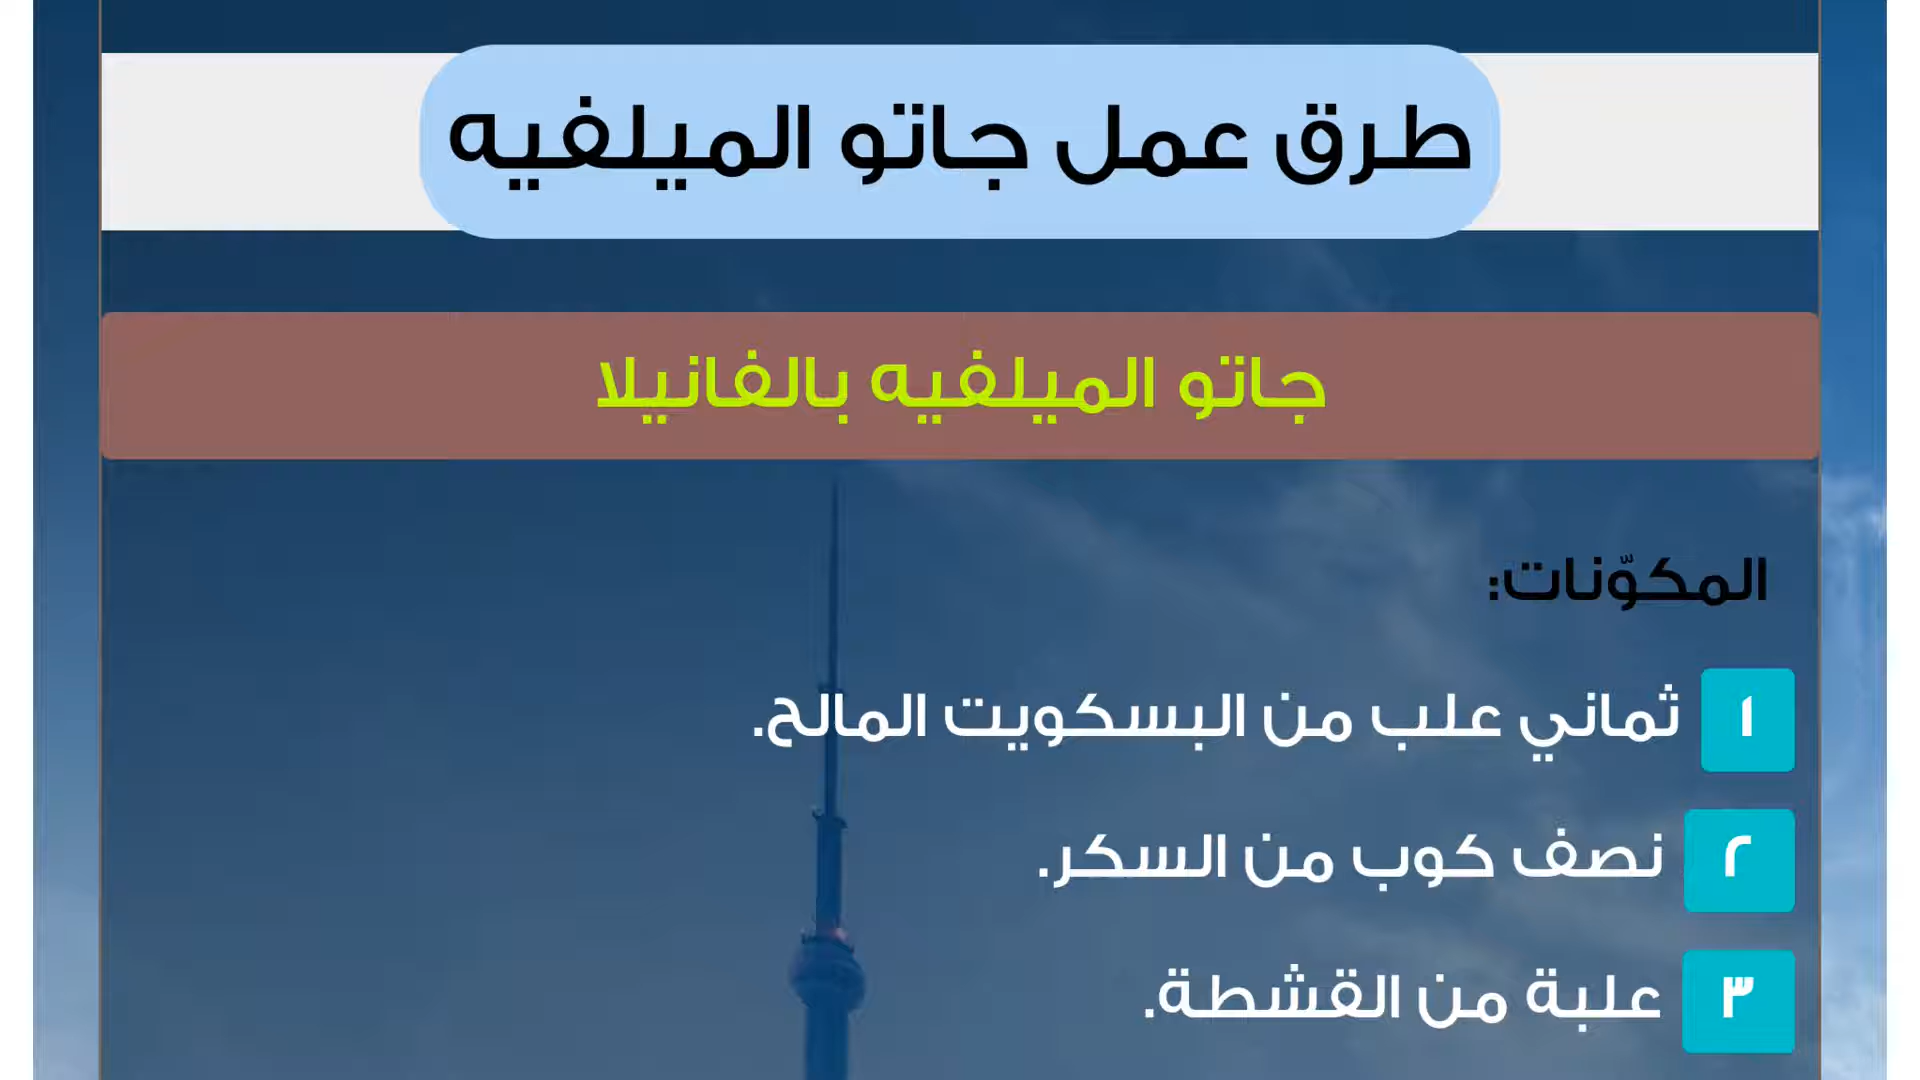 طرق عمل جاتو الميلفيه
جاتو الميلفيه بالفانيلا
المكوّنات:
١ ثماني علب من البسكويت المالح.
٢ نصف كوب من السكر.
٣ علبة من القشطة.